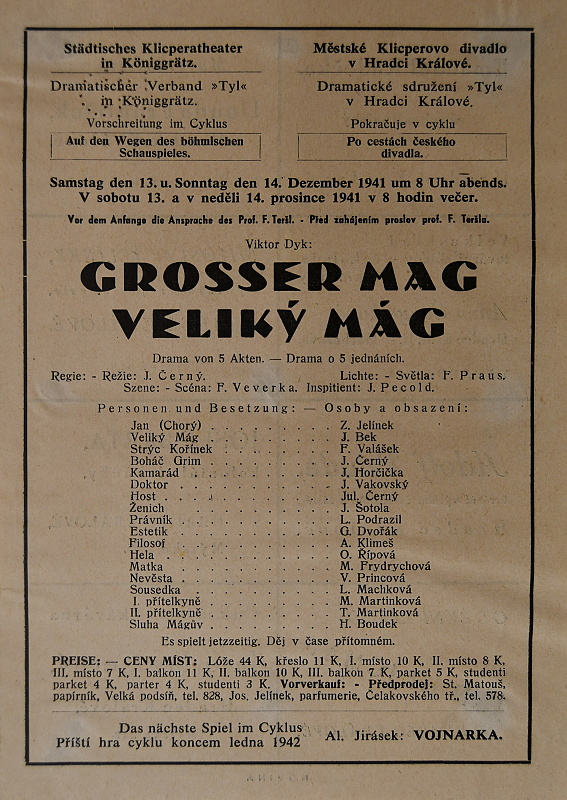 Städtisches Klicperatheater
in Königgrätz.
Dramatischer Verband »Tyl«
in Königgrätz.
Vorschreitung im Cyklus
Auf den Wegen des böhmischen
Schauspieles.
Městské Klicperovo divadlo
v Hradci Králové.
Dramatické sdružení »Tyl«
v Hradci Králové.
Pokračuje v cyklu
Po cestách českého
divadla.
Samstag den 13. u. Sonntag den 14. Dezember 1941 um 8 Uhr abends.
V sobotu 13. a v neděli 14. prosince 1941 v 8 hodin večer.
Vor dem Anfange die Ansprache des Prof. F. Teršl. - Před zahájením proslov prof. F. Teršla.
Viktor Dyk:
GROSSER MAG
VELIKÝ MÁG
Drama von 5 Akten. — Drama o 5 jednáních.
Regie: - Režie: J. Černý. Lichte: - Světla: F. Praus.
Szene: - Scéna: F. Veverka. Inspitient: J. Pecold.
Personen und Besetzung: — Osoby a obsazení:
Jan (Chorý) . . . . . . . . . Z. Jelínek
Veliký Mág . . . . . . . . . J. Bek
Strýc Kořínek . . . . . . . . . F. Valášek
Boháč Grim . . . . . . . . . J. Černý
Kamarád . . . . . . . . . J. Horčička
Doktor . . . . . . . . . J. Vakovský
Host . . . . . . . . . Jul. Černý
Ženich . . . . . . . . . J. Šotola
Právník . . . . . . . . . L. Podrazil
Estetik . . . . . . . . . G. Dvořák
Filosof . . . . . . . . . A. Klimeš
Hela . . . . . . . . . O. Řípová
Matka . . . . . . . . . M. Frydrychová
Nevěsta . . . . . . . . . V. Princová
Sousedka . . . . . . . . . L. Machková
I. přítelkyně . . . . . . . . . M. Martinková
II. přítelkyně . . . . . . . . . T. Martinková
Sluha Mágův . . . . . . . . . H. Boudek
Es spielt jetzzeitig. Děj v čase přítomném.
PREISE: — CENY MÍST: Lóže 44 K, křeslo 11 K, I. místo 10 K, II. místo 8 K,
III. místo 7 K, I. balkon 11 K, II. balkon 10 K, III. balkon 7 K, parket 5 K, studenti
parket 4 K, parter 4 K, studenti 3 K. Vorverkauf: - Předprodej: St. Matouš,
papírník, Velká podsíň, tel. 828, Jos. Jelínek, parfumerie, Čelakovského tř., tel. 578.
Das nächste Spiel im Cyklus
Příští hra cyklu koncem ledna 1942
Al. Jirásek: VOJNARKA.